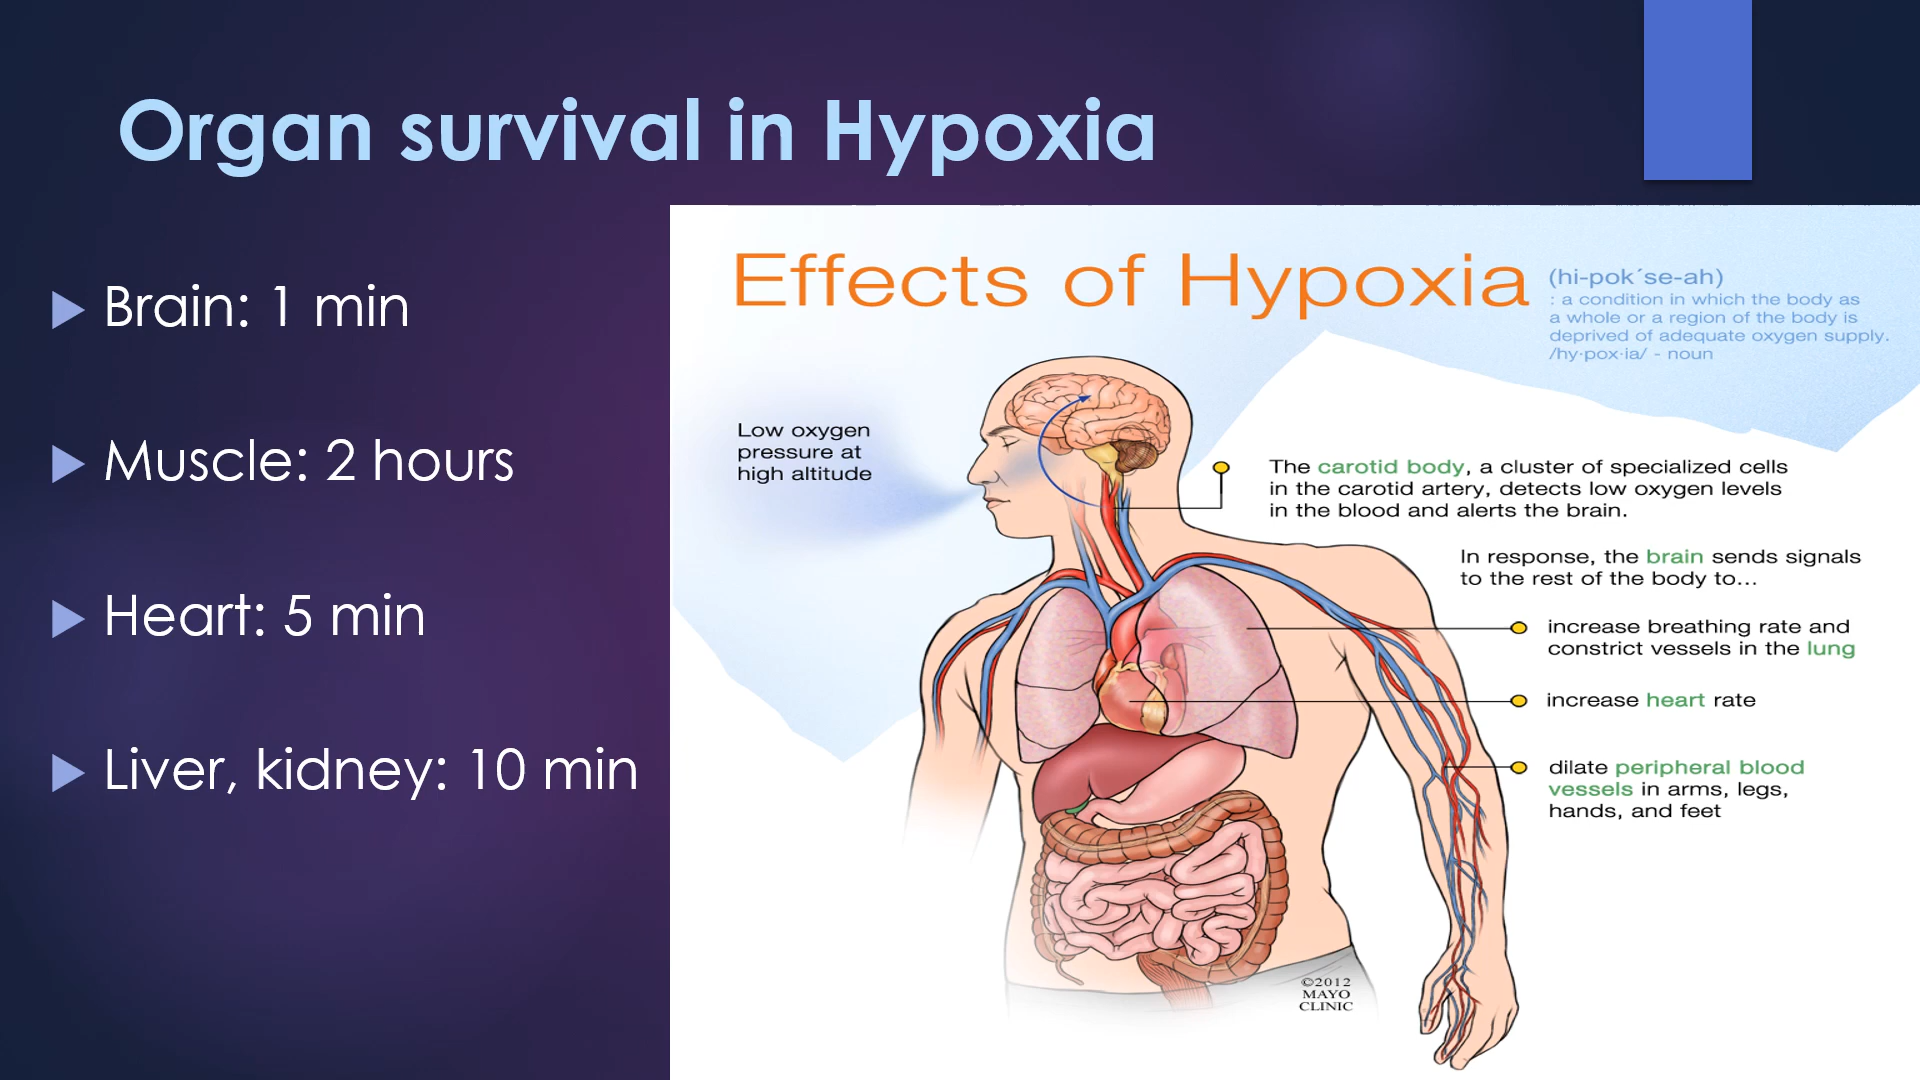 Organ survival in Hypoxia
Brain: 1 min
Muscle: 2 hours
Heart: 5 min
Liver, kidney: 10 min
Effects of Hypoxia
(hi-pok´se-ah)
: a condition in which the body as
a whole or a region of the body is
deprived of adequate oxygen supply.
/hy·pox·ia/ - noun
Low oxygen
pressure at
high altitude
The carotid body, a cluster of specialized cells
in the carotid artery, detects low oxygen levels
in the blood and alerts the brain.
In response, the brain sends signals
to the rest of the body to...
increase breathing rate and
constrict vessels in the lung
increase heart rate
dilate peripheral blood
vessels in arms, legs,
hands, and feet
©2012
MAYO
CLINIC